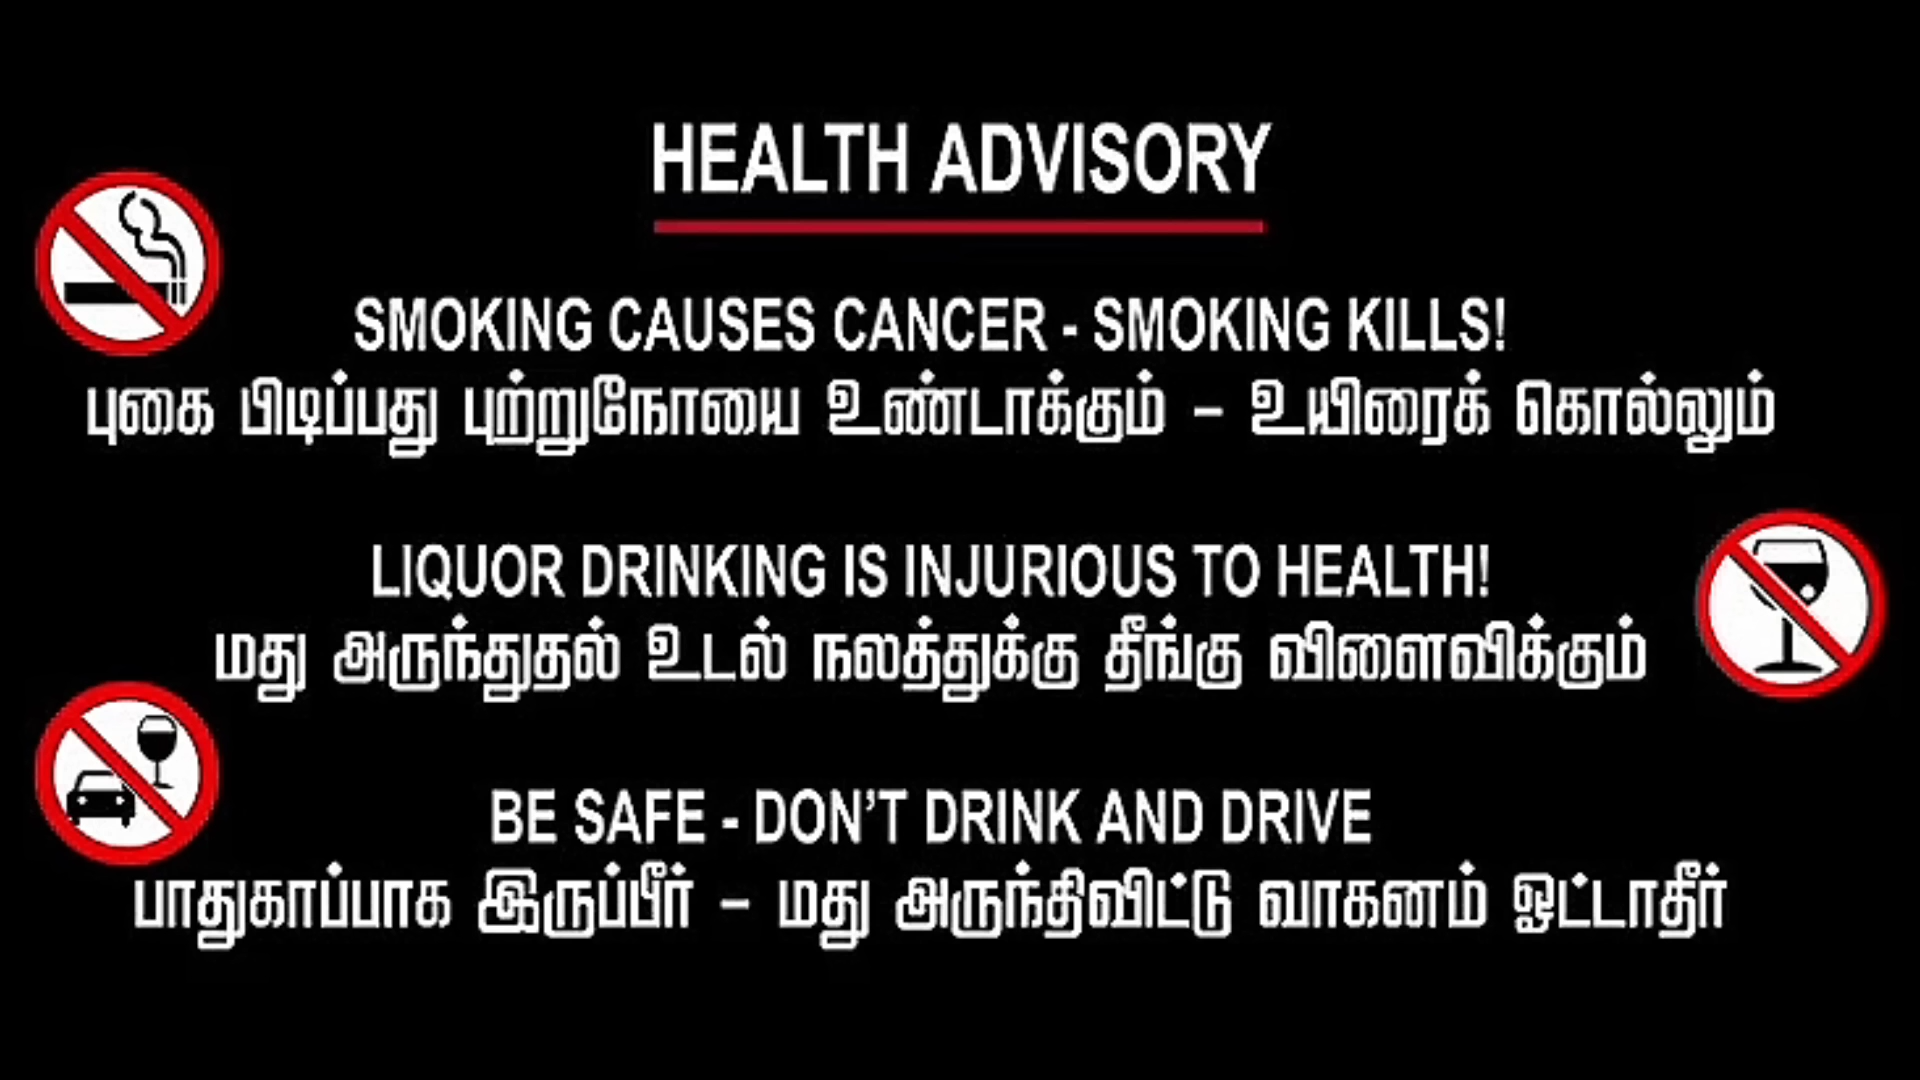 HEALTH ADVISORY
SMOKING CAUSES CANCER - SMOKING KILLS!
புகை பிடிப்பது புற்றுநோயை உண்டாக்கும் – உயிரைக் கொல்லும்
LIQUOR DRINKING IS INJURIOUS TO HEALTH!
மது அருந்துதல் உடல் நலத்துக்கு தீங்கு விளைவிக்கும்
BE SAFE - DON'T DRINK AND DRIVE
பாதுகாப்பாக இருப்பீர் – மது அருந்திவிட்டு வாகனம் ஓட்டாதீர்